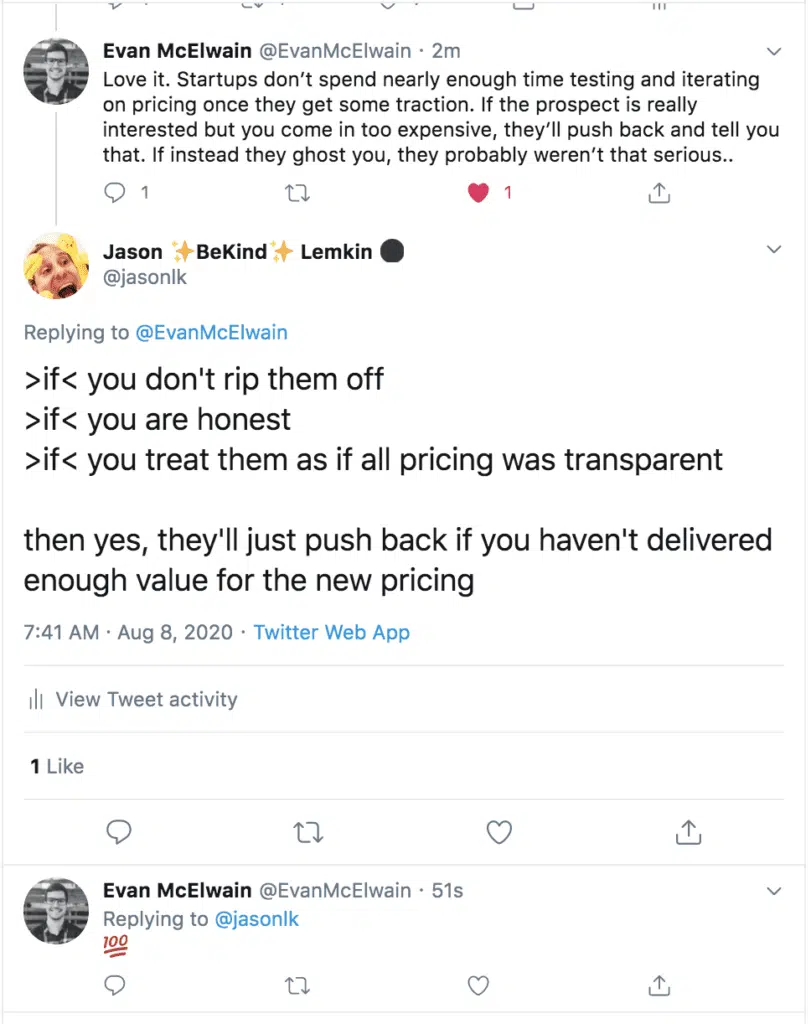 Evan McElwain @EvanMcElwain · 2m
Love it. Startups don’t spend nearly enough time testing and iterating
on pricing once they get some traction. If the prospect is really
interested but you come in too expensive, they’ll push back and tell you
that. If instead they ghost you, they probably weren’t that serious..
1 1
Jason ✨BeKind✨ Lemkin
@jasonlk
Replying to @EvanMcElwain
>if< you don't rip them off
>if< you are honest
>if< you treat them as if all pricing was transparent
then yes, they'll just push back if you haven't delivered
enough value for the new pricing
7:41 AM · Aug 8, 2020 · Twitter Web App
View Tweet activity
1 Like
Evan McElwain @EvanMcElwain · 51s
Replying to @jasonlk
💯